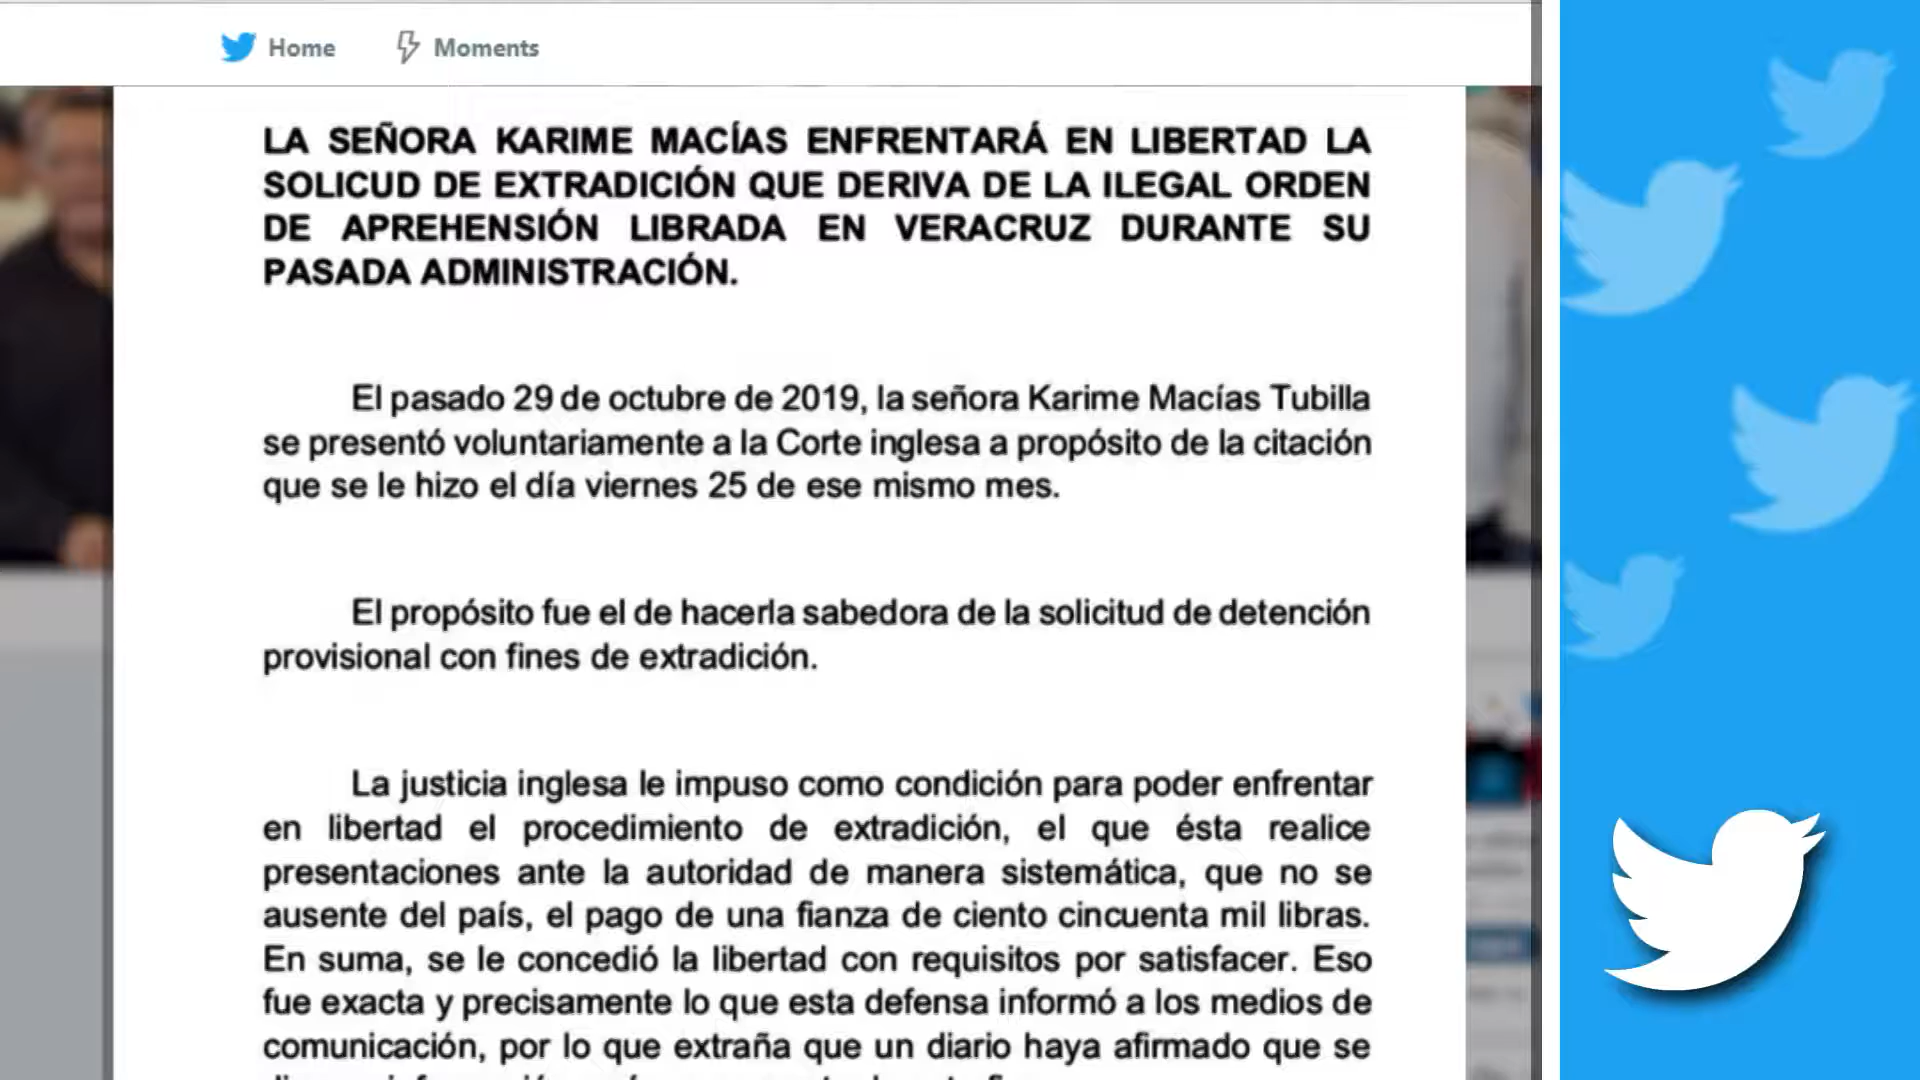 Home Moments
LA SEÑORA KARIME MACÍAS ENFRENTARÁ EN LIBERTAD LA
SOLICUD DE EXTRADICIÓN QUE DERIVA DE LA ILEGAL ORDEN
DE APREHENSIÓN LIBRADA EN VERACRUZ DURANTE SU
PASADA ADMINISTRACIÓN.
El pasado 29 de octubre de 2019, la señora Karime Macías Tubilla
se presentó voluntariamente a la Corte inglesa a propósito de la citación
que se le hizo el día viernes 25 de ese mismo mes.
El propósito fue el de hacerla sabedora de la solicitud de detención
provisional con fines de extradición.
La justicia inglesa le impuso como condición para poder enfrentar
en libertad el procedimiento de extradición, el que ésta realice
presentaciones ante la autoridad de manera sistemática, que no se
ausente del país, el pago de una fianza de ciento cincuenta mil libras.
En suma, se le concedió la libertad con requisitos por satisfacer. Eso
fue exacta y precisamente lo que esta defensa informó a los medios de
comunicación, por lo que extraña que un diario haya afirmado que se